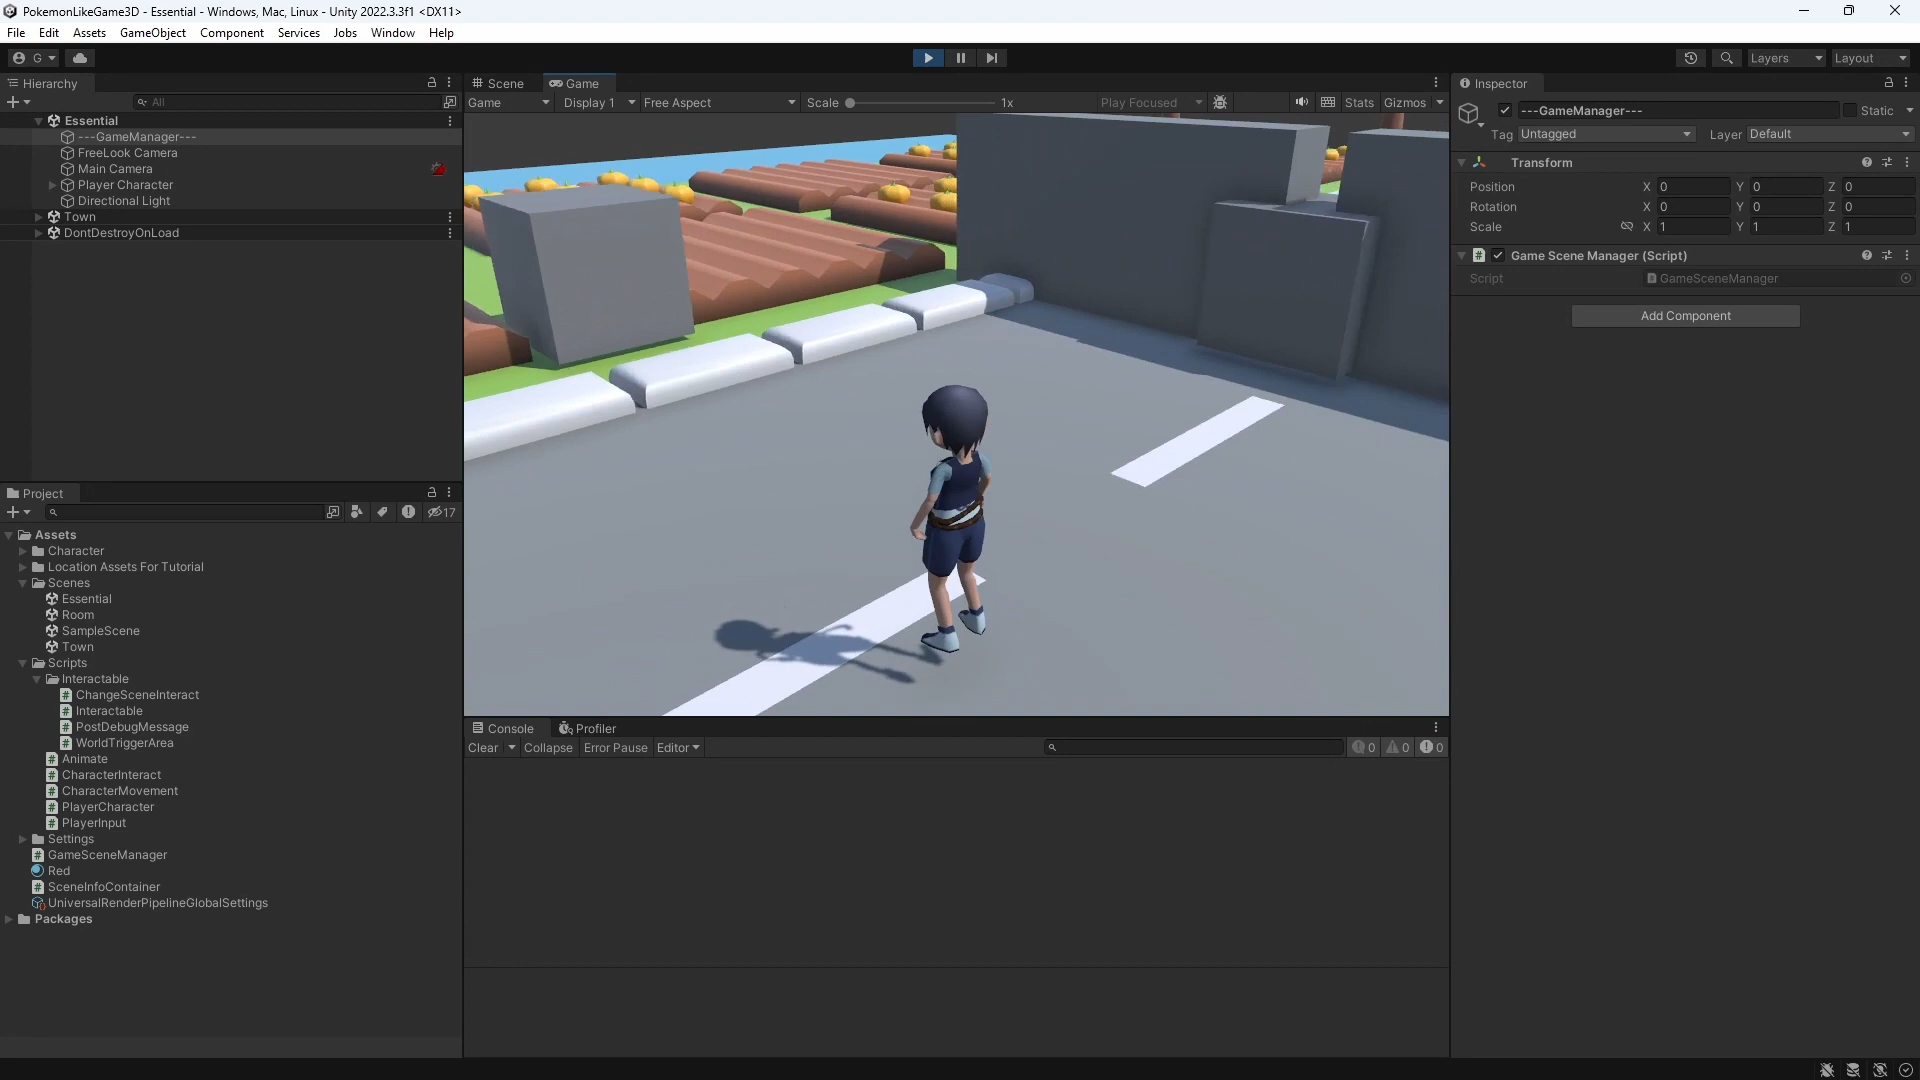 PokemonLikeGame3D - Essential - Windows, Mac, Linux - Unity 2022.3.3f1 <DX11>
File Edit Assets GameObject Component Services Jobs Window Help
G
Layers Layout
Hierarchy
All
Essential
---GameManager---
FreeLook Camera
Main Camera
Player Character
Directional Light
Town
DontDestroyOnLoad
Project
17
Assets
Character
Location Assets For Tutorial
Scenes
Essential
Room
SampleScene
Town
Scripts
Interactable
ChangeSceneInteract
Interactable
PostDebugMessage
WorldTriggerArea
Animate
CharacterInteract
CharacterMovement
PlayerCharacter
PlayerInput
Settings
GameSceneManager
Red
SceneInfoContainer
UniversalRenderPipelineGlobalSettings
Packages
Scene Game
Game Display 1 Free Aspect Scale 1x Play Focused Stats Gizmos
Console Profiler
Clear Collapse Error Pause Editor 0 0 0
Inspector
---GameManager--- Static
Tag Untagged Layer Default
Transform
Position X 0 Y 0 Z 0
Rotation X 0 Y 0 Z 0
Scale X 1 Y 1 Z 1
# Game Scene Manager (Script)
Script GameSceneManager
Add Component